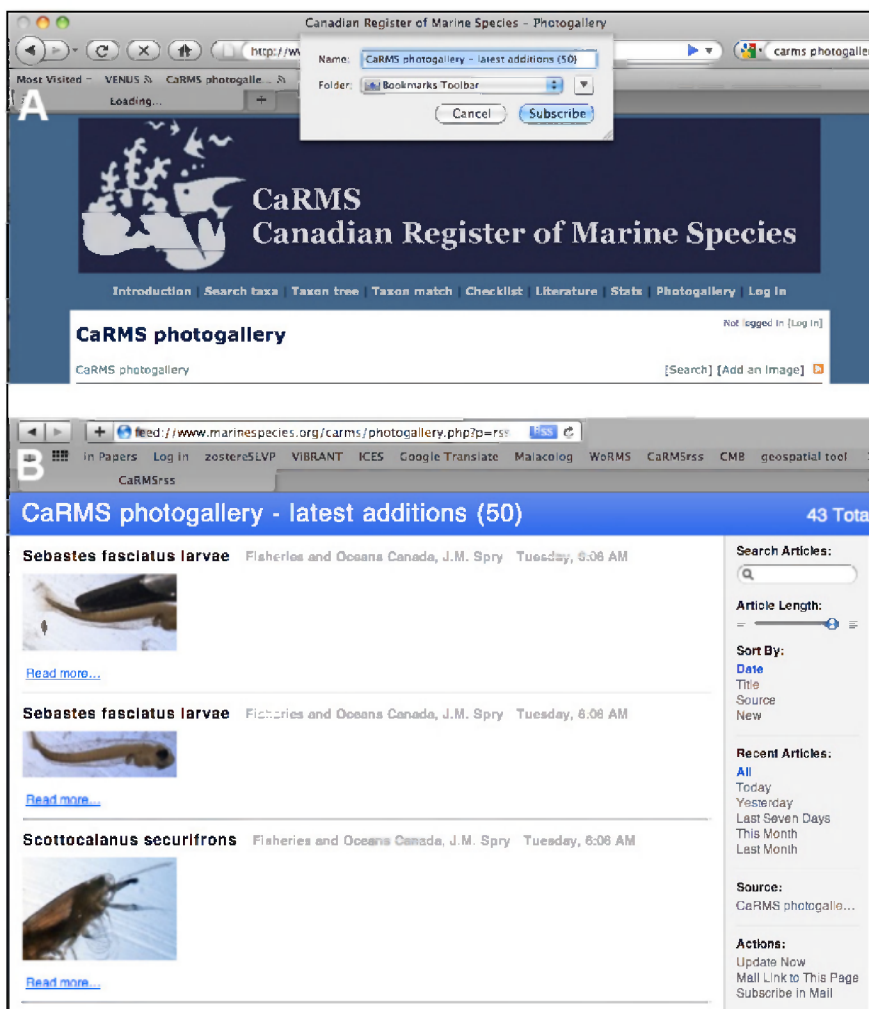 Canadian Register of Marine Species – Photogallery
http://ww
carms photogaller
Name: CaRMS photogallery – latest additions (50)
Folder: Bookmarks Toolbar
Cancel Subscribe
Most Visited VENUS CaRMS photogalle...
A
Loading... +
CaRMS
Canadian Register of Marine Species
Introduction | Search taxa | Taxon tree | Taxon match | Checklist | Literature | Stats | Photogallery | Log in
Not logged in [Log in]
CaRMS photogallery
CaRMS photogallery [Search] [Add an image]
feed://www.marinespecies.org/carms/photogallery.php?p=rss RSS
B
in Papers Log in zostereSLVP ViBRANT ICES Google Translate Malacolog WoRMS CaRMSrss CMB geospatial tool
CaRMSrss
CaRMS photogallery - latest additions (50) 43 Tota
Sebastes fasciatus larvae Fisheries and Oceans Canada, J.M. Spry Tuesday, 6:06 AM
Read more...
Sebastes fasciatus larvae Fisheries and Oceans Canada, J.M. Spry Tuesday, 6:06 AM
Read more...
Scottocalanus securifrons Fisheries and Oceans Canada, J.M. Spry Tuesday, 6:06 AM
Read more...
Search Articles:
Article Length:
Sort By:
Date
Title
Source
New
Recent Articles:
All
Today
Yesterday
Last Seven Days
This Month
Last Month
Source:
CaRMS photogalle...
Actions:
Update Now
Mail Link to This Page
Subscribe in Mail